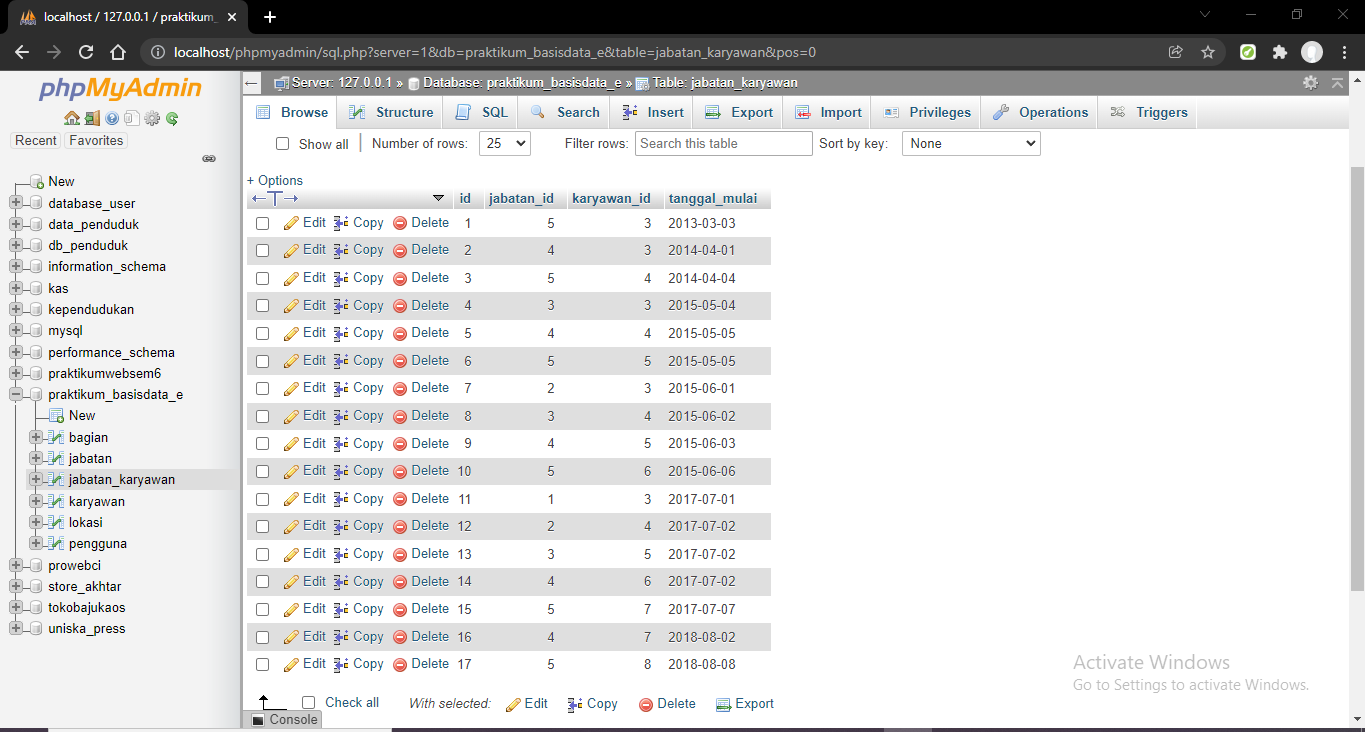 localhost / 127.0.0.1 / praktikum_
localhost/phpmyadmin/sql.php?server=1&db=praktikum_basisdata_e&table=jabatan_karyawan&pos=0
phpMyAdmin
Recent Favorites
New
database_user
data_penduduk
db_penduduk
information_schema
kas
kependudukan
mysql
performance_schema
praktikumwebsem6
praktikum_basisdata_e
New
bagian
jabatan
jabatan_karyawan
karyawan
lokasi
pengguna
prowebci
store_akhtar
tokobajukaos
uniska_press
Server: 127.0.0.1 » Database: praktikum_basisdata_e » Table: jabatan_karyawan
Browse Structure SQL Search Insert Export Import Privileges Operations Triggers
Show all Number of rows: 25 Filter rows: Search this table Sort by key: None
+ Options
←T→ id jabatan_id karyawan_id tanggal_mulai
Edit Copy Delete 1 5 3 2013-03-03
Edit Copy Delete 2 4 3 2014-04-01
Edit Copy Delete 3 5 4 2014-04-04
Edit Copy Delete 4 3 3 2015-05-04
Edit Copy Delete 5 4 4 2015-05-05
Edit Copy Delete 6 5 5 2015-05-05
Edit Copy Delete 7 2 3 2015-06-01
Edit Copy Delete 8 3 4 2015-06-02
Edit Copy Delete 9 4 5 2015-06-03
Edit Copy Delete 10 5 6 2015-06-06
Edit Copy Delete 11 1 3 2017-07-01
Edit Copy Delete 12 2 4 2017-07-02
Edit Copy Delete 13 3 5 2017-07-02
Edit Copy Delete 14 4 6 2017-07-02
Edit Copy Delete 15 5 7 2017-07-07
Edit Copy Delete 16 4 7 2018-08-02
Edit Copy Delete 17 5 8 2018-08-08
Check all With selected: Edit Copy Delete Export
Console
Activate Windows
Go to Settings to activate Windows.